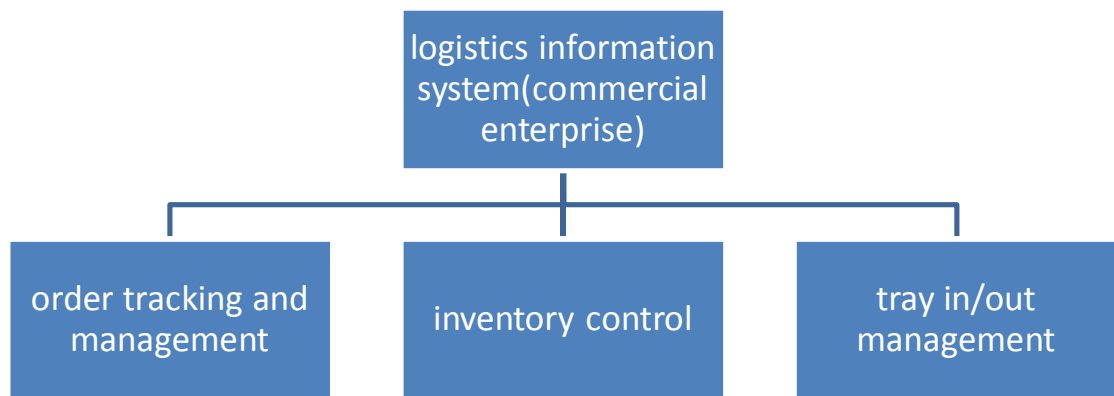 logistics information
system(commercial
enterprise)
order tracking and
management
inventory control
tray in/out
management